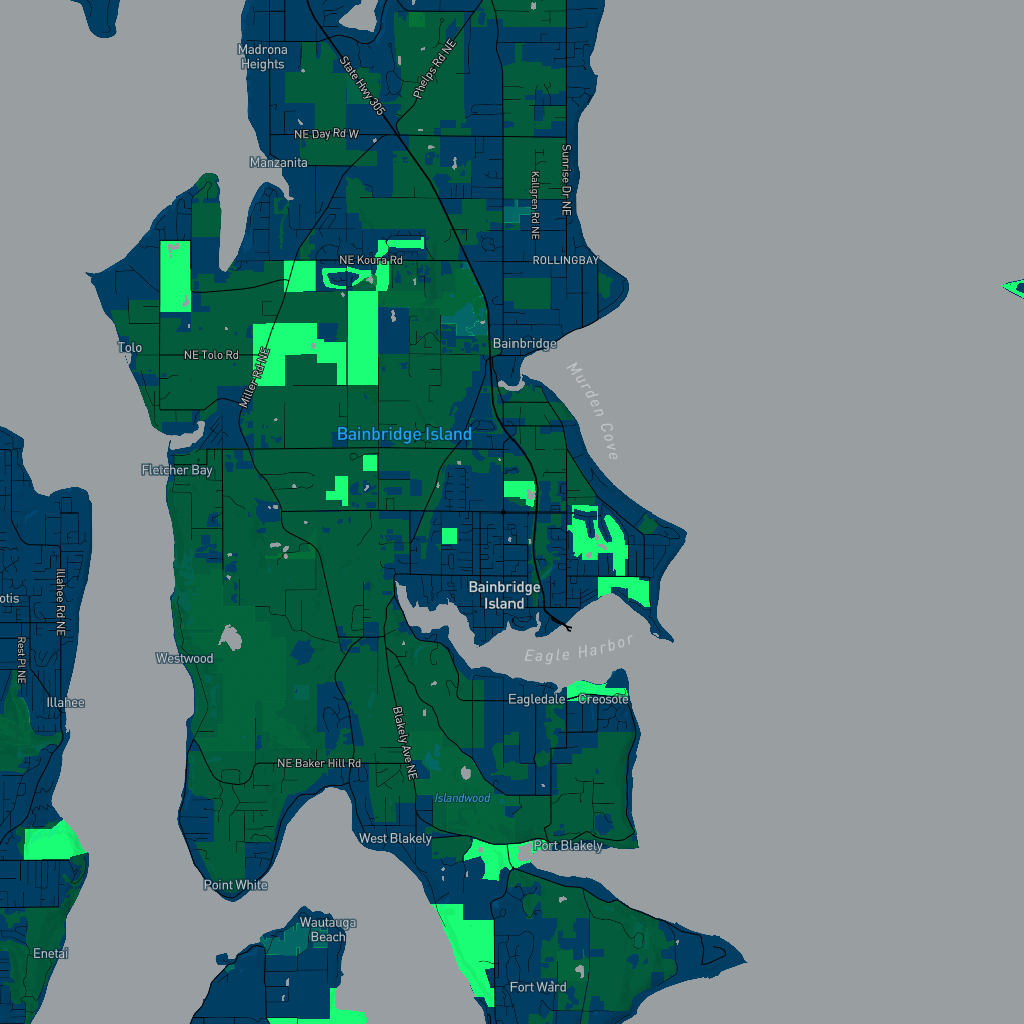 Madrona
Heights
State Hwy 305
Phelps Rd NE
NE Day Rd W
Manzanita
Sunrise Dr NE
Kallgren Rd NE
NE Koura Rd
ROLLINGBAY
Tolo
NE Tolo Rd
Miller Rd NE
Bainbridge
Murden Cove
Bainbridge Island
Fletcher Bay
Illahee Rd NE
otis
Bainbridge
Island
Rest Pl NE
Westwood
Eagle Harbor
Illahee
Eagledale
Creosote
Blakely Ave NE
NE Baker Hill Rd
Islandwood
West Blakely
Port Blakely
Point White
Wautauga
Beach
Enetai
Fort Ward